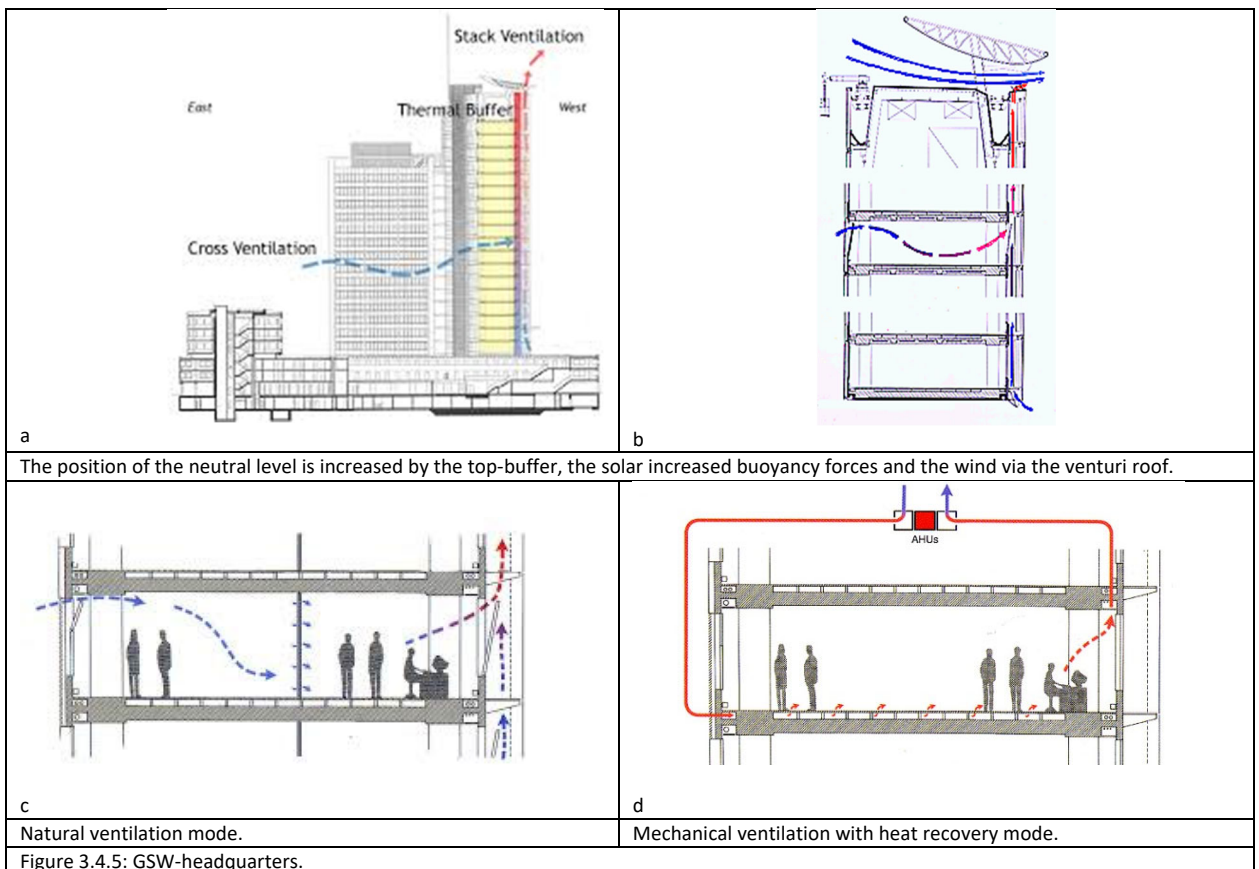 Stack Ventilation
East
Thermal Buffer
West
Cross Ventilation
a
b
The position of the neutral level is increased by the top-buffer, the solar increased buoyancy forces and the wind via the venturi roof.
AHUs
c
d
Natural ventilation mode.
Mechanical ventilation with heat recovery mode.
Figure 3.4.5: GSW-headquarters.